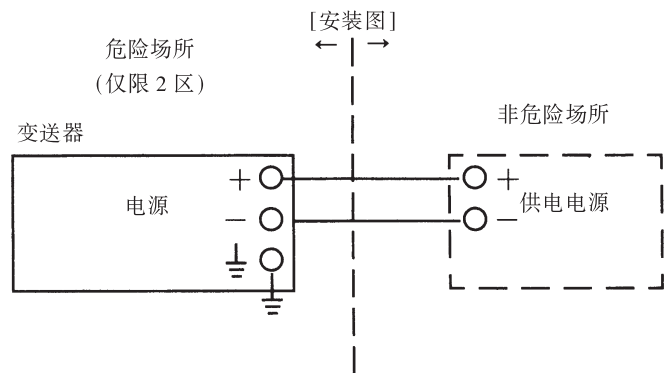 [安装图]
危险场所
(仅限 2 区)
非危险场所
变送器
+
+
电源
供电电源
−
−